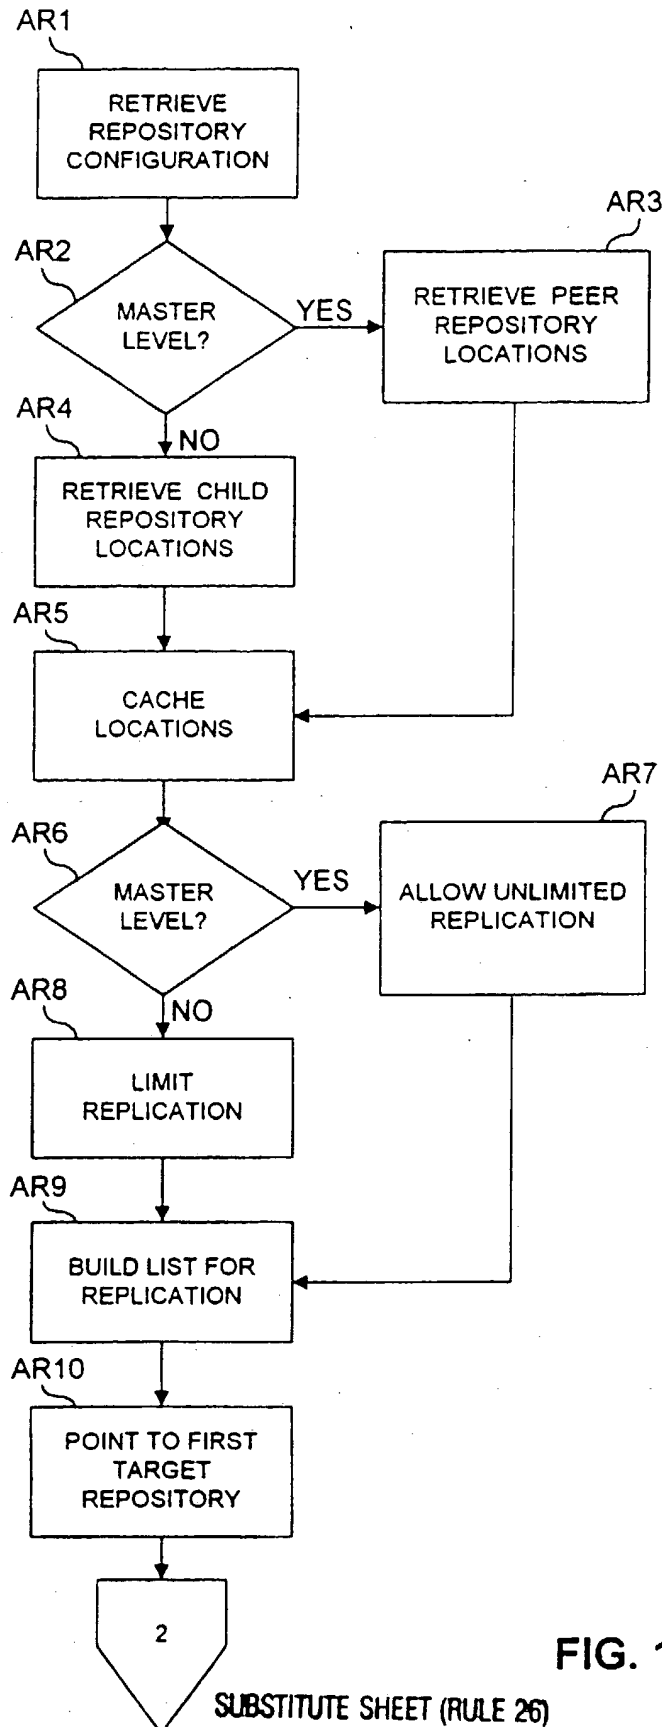 AR1
RETRIEVE
REPOSITORY
CONFIGURATION
AR2
MASTER
LEVEL?
YES
AR3
RETRIEVE PEER
REPOSITORY
LOCATIONS
AR4
NO
RETRIEVE CHILD
REPOSITORY
LOCATIONS
AR5
CACHE
LOCATIONS
AR6
MASTER
LEVEL?
YES
AR7
ALLOW UNLIMITED
REPLICATION
AR8
NO
LIMIT
REPLICATION
AR9
BUILD LIST FOR
REPLICATION
AR10
POINT TO FIRST
TARGET
REPOSITORY
2
FIG.
SUBSTITUTE SHEET (RULE 26)